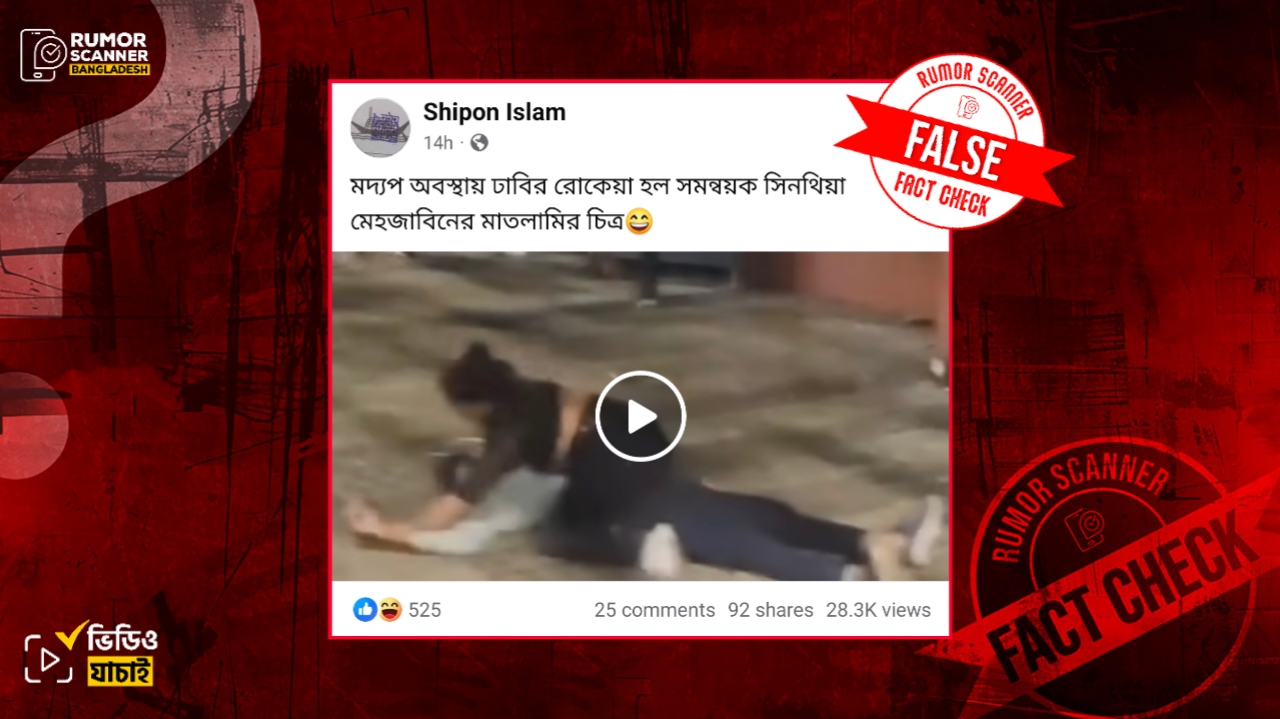 RUMOR
SCANNER
BANGLADESH
Shipon Islam
14h ·
মদ্যপ অবস্থায় ঢাবির রোকেয়া হল সমন্বয়ক সিনথিয়া
মেহজাবিনের মাতলামির চিত্র😄
525
25 comments 92 shares 28.3K views
RUMOR SCANNER
FALSE
FACT CHECK
ভিডিও
যাচাই
RUMOR SCANNER
FACT CHECK